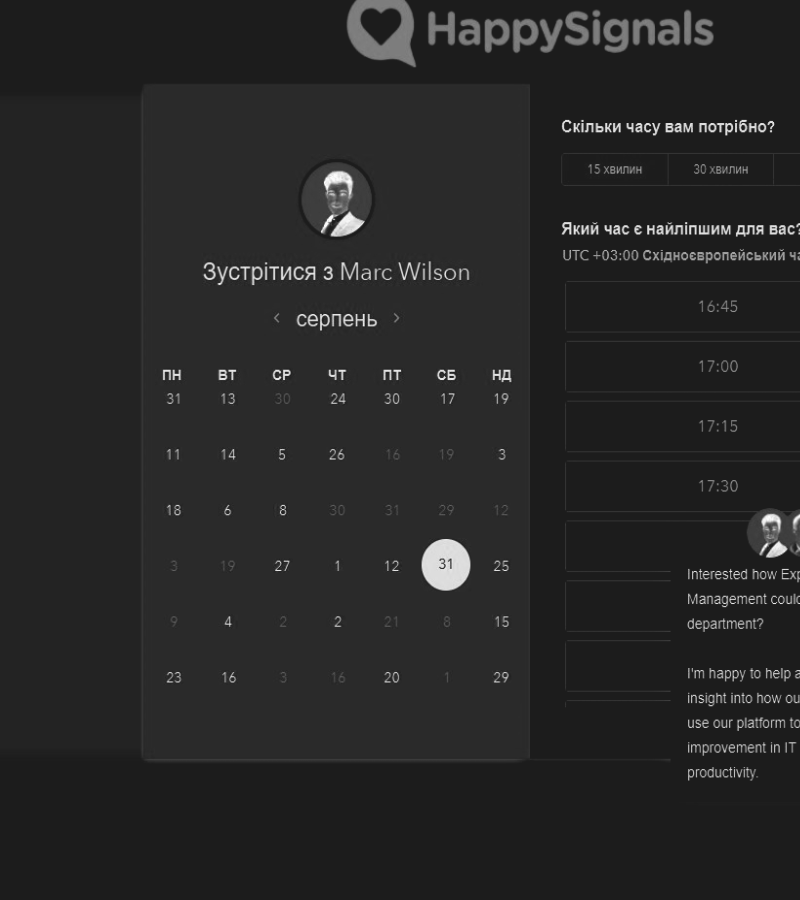 HappySignals
Скільки часу вам потрібно?
15 хвилин 30 хвилин
Який час є найліпшим для вас?
UTC +03:00 Східноєвропейський ча
Зустрітися з Marc Wilson
серпень
ПН ВТ СР ЧТ ПТ СБ НД
31 13 30 24 30 17 19
11 14 5 26 16 19 3
18 6 8 30 31 29 12
3 19 27 1 12 31 25
9 4 2 2 21 8 15
23 16 3 16 20 1 29
16:45
17:00
17:15
17:30
Interested how Exp
Management could
department?
I'm happy to help a
insight into how ou
use our platform to
improvement in IT
productivity.